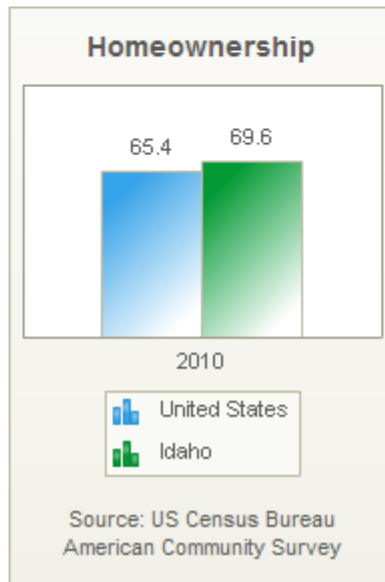 Homeownership
65.4
69.6
2010
United States
Idaho
Source: US Census Bureau
American Community Survey